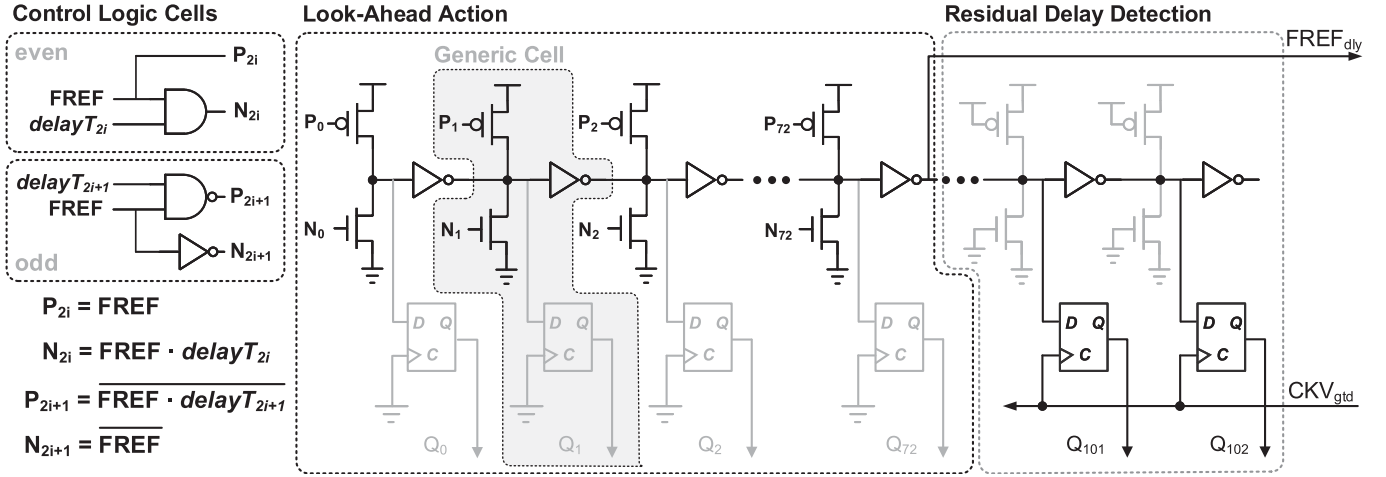 Control Logic Cells
even
P2i
FREF
N2i
delayT2i
delayT2i+1
P2i+1
FREF
N2i+1
odd
P2i = FREF
N2i = FREF · delayT2i
P2i+1 = FREF · delayT2i+1
N2i+1 = FREF
Look-Ahead Action
Generic Cell
P0
P1
P2
P72
N0
N1
N2
N72
D Q
C
D Q
C
D Q
C
D Q
C
Q0
Q1
Q2
Q72
Residual Delay Detection
FREFdly
D Q
C
D Q
C
CKVgtd
Q101
Q102